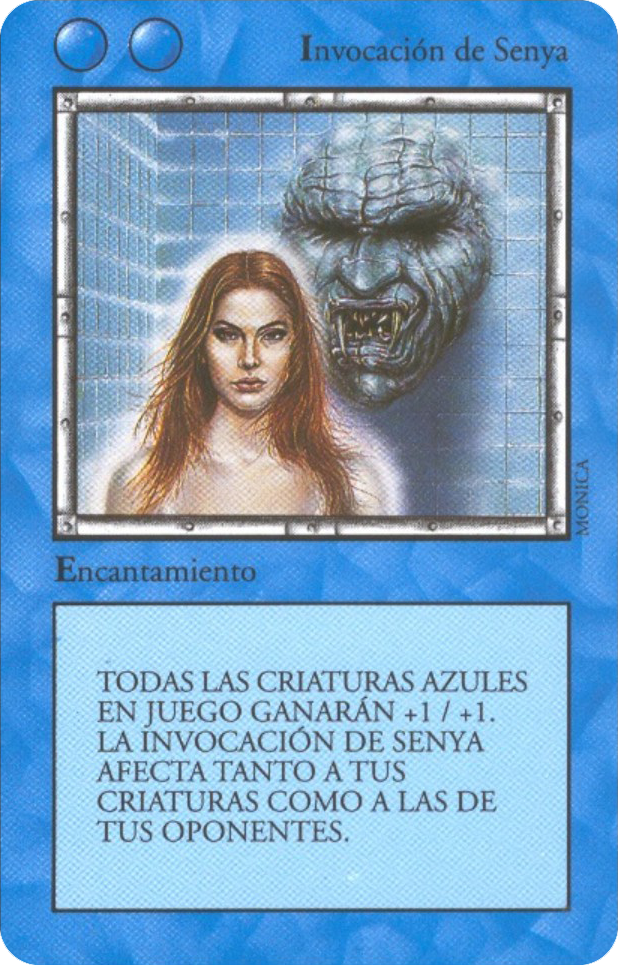 Invocación de Senya
MONICA
Encantamiento
TODAS LAS CRIATURAS AZULES
EN JUEGO GANARÁN +1 / +1.
LA INVOCACIÓN DE SENYA
AFECTA TANTO A TUS
CRIATURAS COMO A LAS DE
TUS OPONENTES.